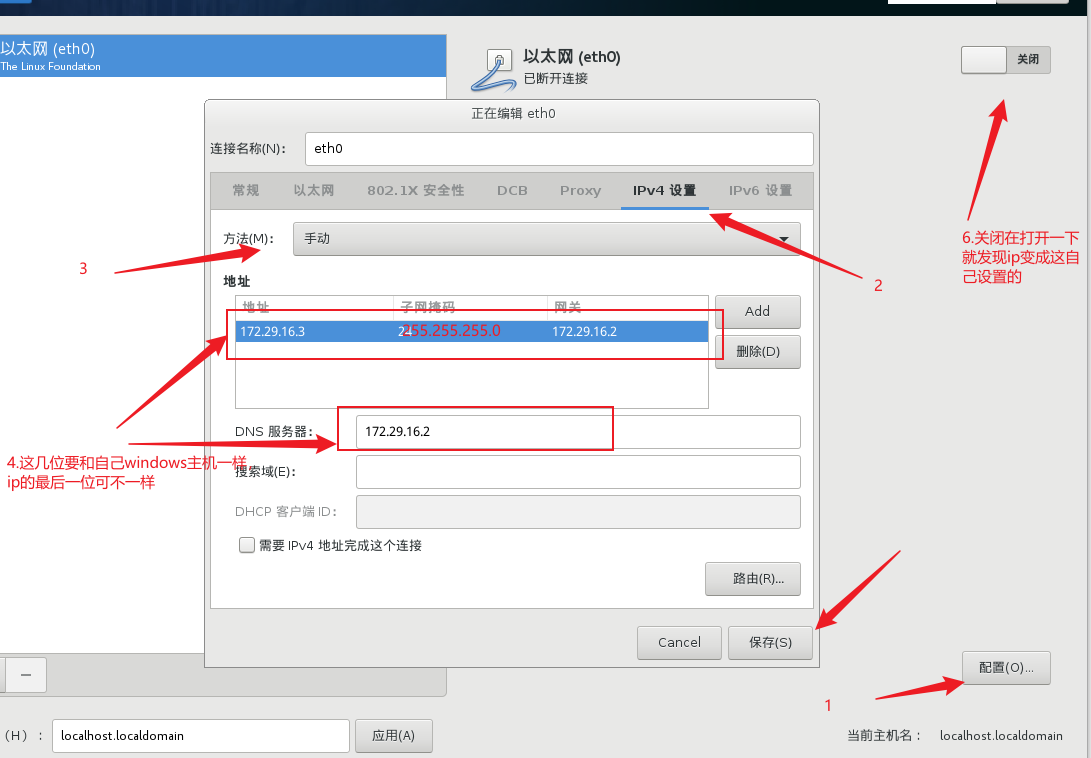 以太网 (eth0)
The Linux Foundation
以太网 (eth0)
已断开连接
关闭
正在编辑 eth0
连接名称(N)：
eth0
常规
以太网
802.1X 安全性
DCB
Proxy
IPv4 设置
IPv6 设置
方法(M)：
手动
3
2
6.关闭在打开一下
就发现ip变成这自
己设置的
地址
地址
子网掩码
网关
172.29.16.3
24
255.255.255.0
172.29.16.2
Add
删除(D)
DNS 服务器：
172.29.16.2
4.这几位要和自己windows主机一样
ip的最后一位可不一样
搜索域(E)：
DHCP 客户端 ID：
需要 IPv4 地址完成这个连接
路由(R)...
Cancel
保存(S)
配置(O)...
1
(H)：
localhost.localdomain
应用(A)
当前主机名：
localhost.localdomain